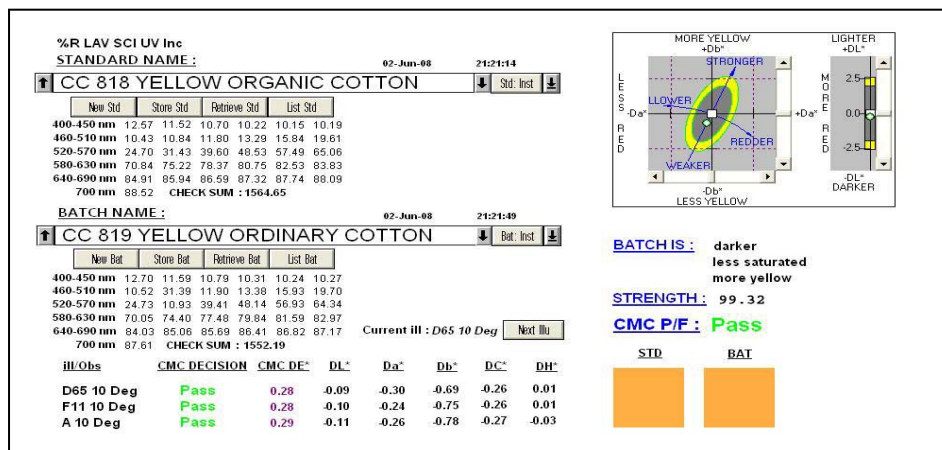 %R LAV SCI UV Inc
STANDARD NAME : 02-Jun-08 21:21:14
CC 818 YELLOW ORGANIC COTTON Std: Inst
New Std Store Std Retrieve Std List Std
400-450 nm 12.57 11.52 10.70 10.22 10.15 10.19
460-510 nm 10.43 10.84 11.80 13.29 15.84 19.61
520-570 nm 24.70 31.43 39.60 48.53 57.49 65.06
580-630 nm 70.84 75.22 78.37 80.75 82.53 83.83
640-690 nm 84.91 85.94 86.59 87.32 87.74 88.09
700 nm 88.52 CHECK SUM : 1564.65
BATCH NAME : 02-Jun-08 21:21:49
CC 819 YELLOW ORDINARY COTTON Bat: Inst
New Bat Store Bat Retrieve Bat List Bat
400-450 nm 12.70 11.59 10.79 10.31 10.24 10.27
460-510 nm 10.52 31.39 11.90 13.38 15.93 19.70
520-570 nm 24.73 10.93 39.41 48.14 56.93 64.34
580-630 nm 70.05 74.40 77.48 79.84 81.59 82.97
640-690 nm 84.03 85.06 85.69 86.41 86.82 87.17 Current ill : D65 10 Deg Next Illu
700 nm 87.61 CHECK SUM : 1552.19
ill/Obs CMC DECISION CMC DE* DL* Da* Db* DC* DH*
D65 10 Deg Pass 0.28 -0.09 -0.30 -0.69 -0.26 0.01
F11 10 Deg Pass 0.28 -0.10 -0.24 -0.75 -0.26 0.01
A 10 Deg Pass 0.29 -0.11 -0.26 -0.78 -0.27 -0.03
MORE YELLOW
+Db*
STRONGER
LESS RED
LLOWER
-Da*
+Da*
MORE RED
REDDER
WEAKER
-Db*
LESS YELLOW
LIGHTER
+DL*
2.5
0.0
-2.5
-DL*
DARKER
BATCH IS : darker
less saturated
more yellow
STRENGTH : 99.32
CMC P/F : Pass
STD BAT